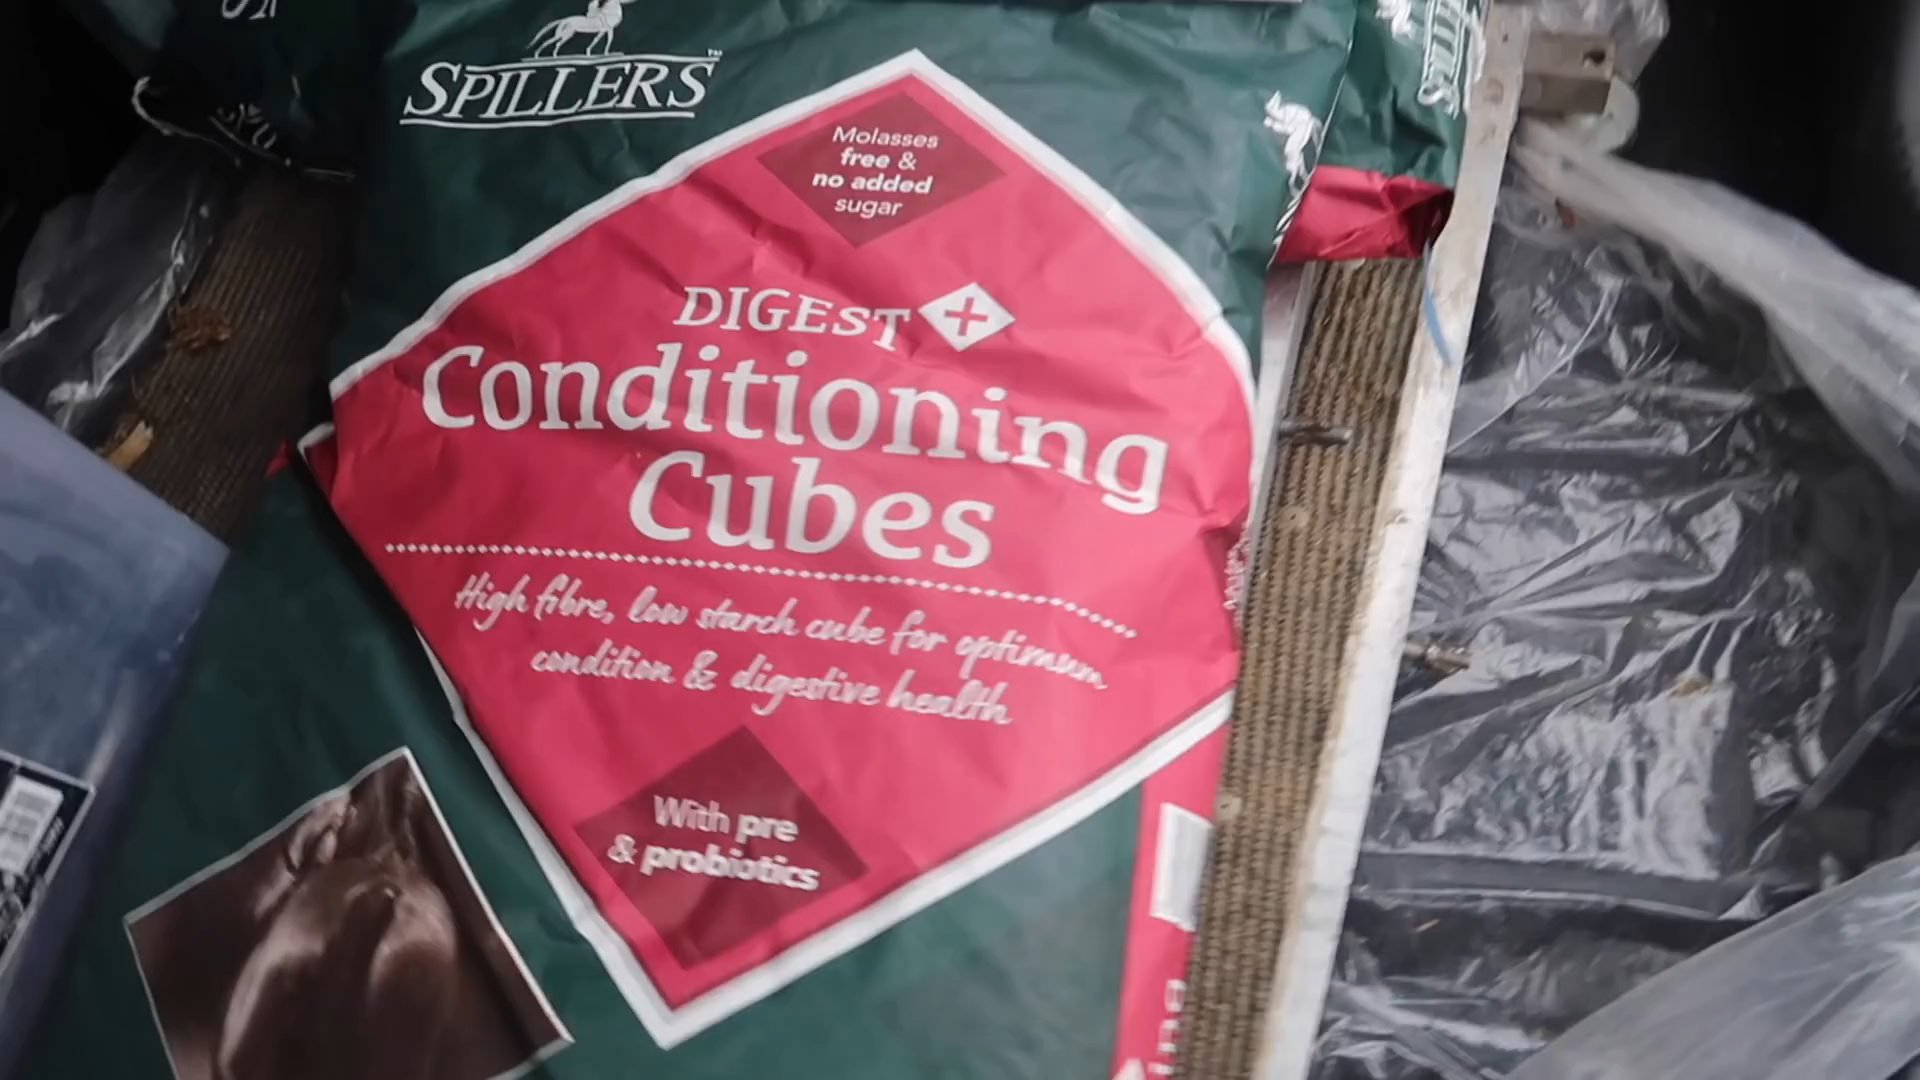 SPILLERS™
Molasses
free &
no added
sugar
DIGEST +
Conditioning
Cubes
High fibre, low starch cube for optimum
condition & digestive health
With pre
& probiotics